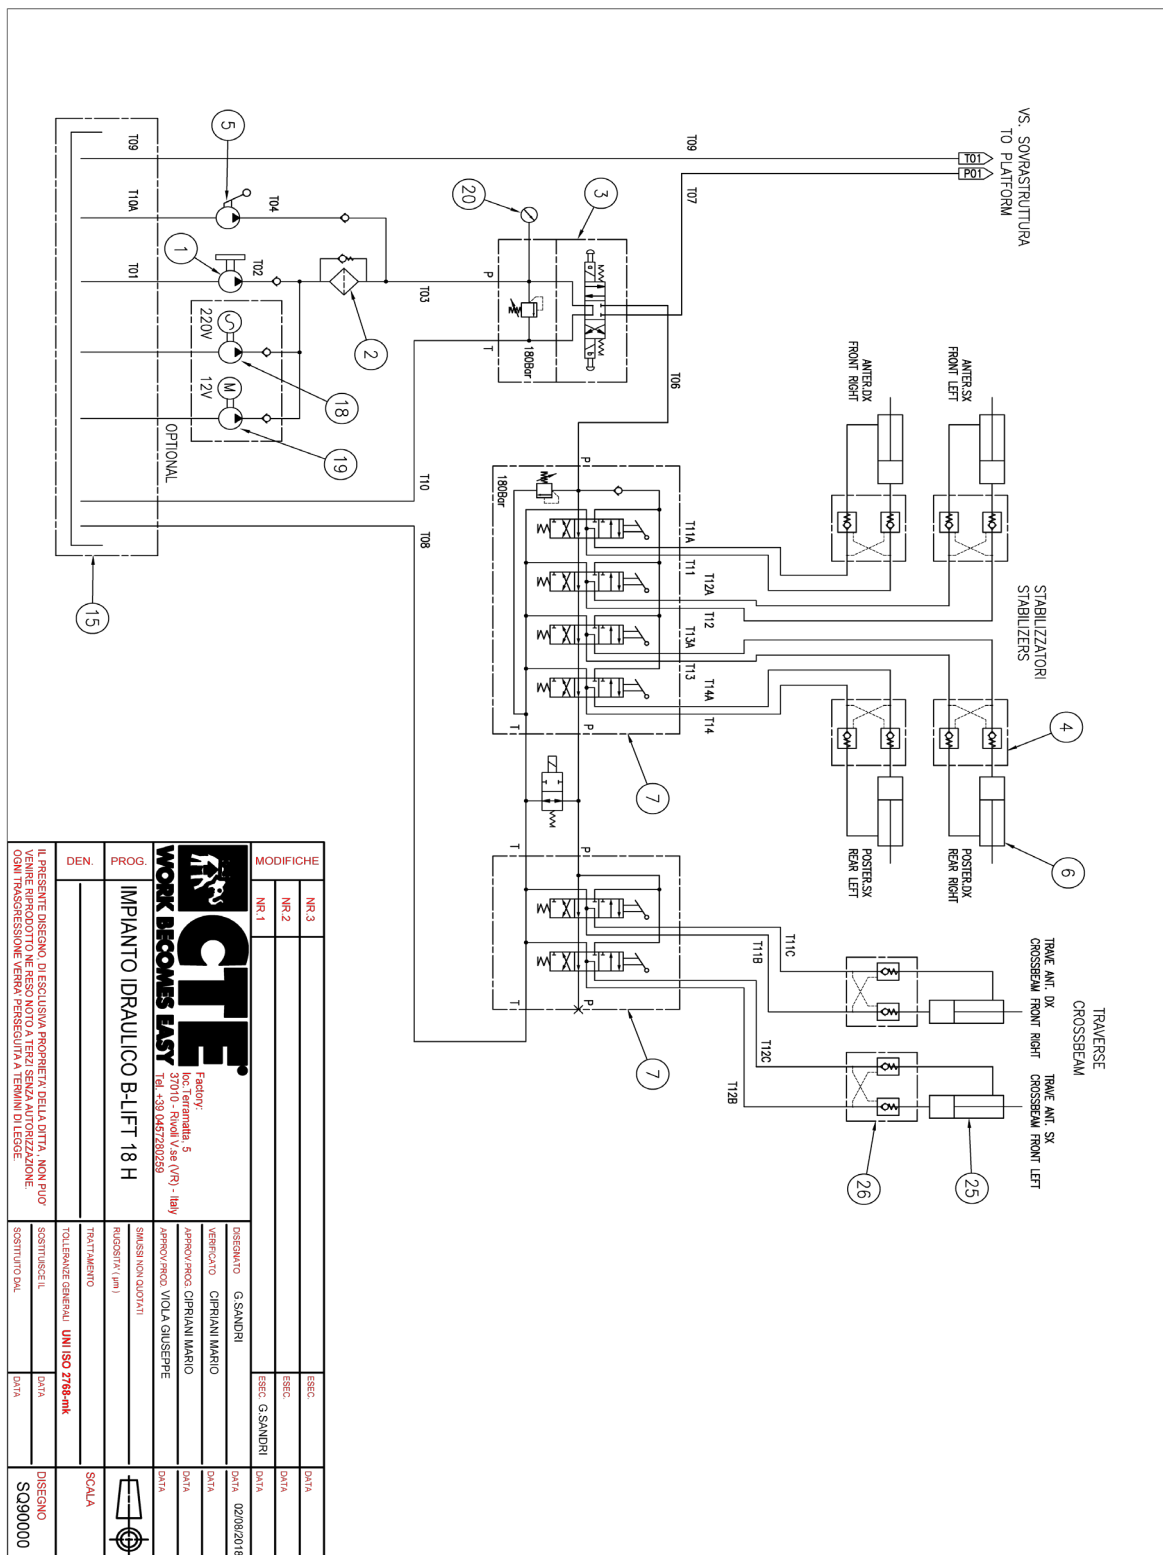 VS. SOVRASTRUTTURA
TO PLATFORM
T01
P01
T09
T07
T09
T10A
T01
T04
T02
T03
5
1
2
3
20
P
T
180Bar
220V
12V
M
18
19
OPTIONAL
15
T10
T08
T06
a
b
ANTER.DX
FRONT RIGHT
ANTER.SX
FRONT LEFT
STABILIZZATORI
STABILIZERS
P
180Bar
T11A
T11
T12A
T12
T13A
T13
T14A
T14
T
P
7
4
6
POSTER.SX
REAR LEFT
POSTER.DX
REAR RIGHT
T
P
T
P
7
T11C
T11B
T12C
T12B
TRAVERSE
CROSSBEAM
TRAVE ANT. DX
CROSSBEAM FRONT RIGHT
TRAVE ANT. SX
CROSSBEAM FRONT LEFT
25
26
MODIFICHE
NR.3
NR.2
NR.1
ESEC.
ESEC.
ESEC. G.SANDRI
DATA
DATA
DATA
CTE
WORK BECOMES EASY
Factory:
loc.Terramatta, 5
37010 - Rivoli V.se (VR) - Italy
Tel. +39 0457280259
DISEGNATO G.SANDRI
DATA 02/08/2018
VERIFICATO CIPRIANI MARIO
DATA
APPROV.PROG. CIPRIANI MARIO
DATA
APPROV.PROD. VIOLA GIUSEPPE
DATA
PROG.
IMPIANTO IDRAULICO B-LIFT 18 H
SMUSSI NON QUOTATI
RUGOSITA' ( µm )
DEN.
TRATTAMENTO
TOLLERANZE GENERALI UNI ISO 2768-mk
SCALA
IL PRESENTE DISEGNO, DI ESCLUSIVA PROPRIETA' DELLA DITTA , NON PUO'
VENIRE RIPRODOTTO NE RESO NOTO A TERZI SENZA AUTORIZZAZIONE.
OGNI TRASGRESSIONE VERRA' PERSEGUITA A TERMINI DI LEGGE.
SOSTITUISCE IL
DATA
SOSTITUITO DAL
DATA
DISEGNO
SQ90000